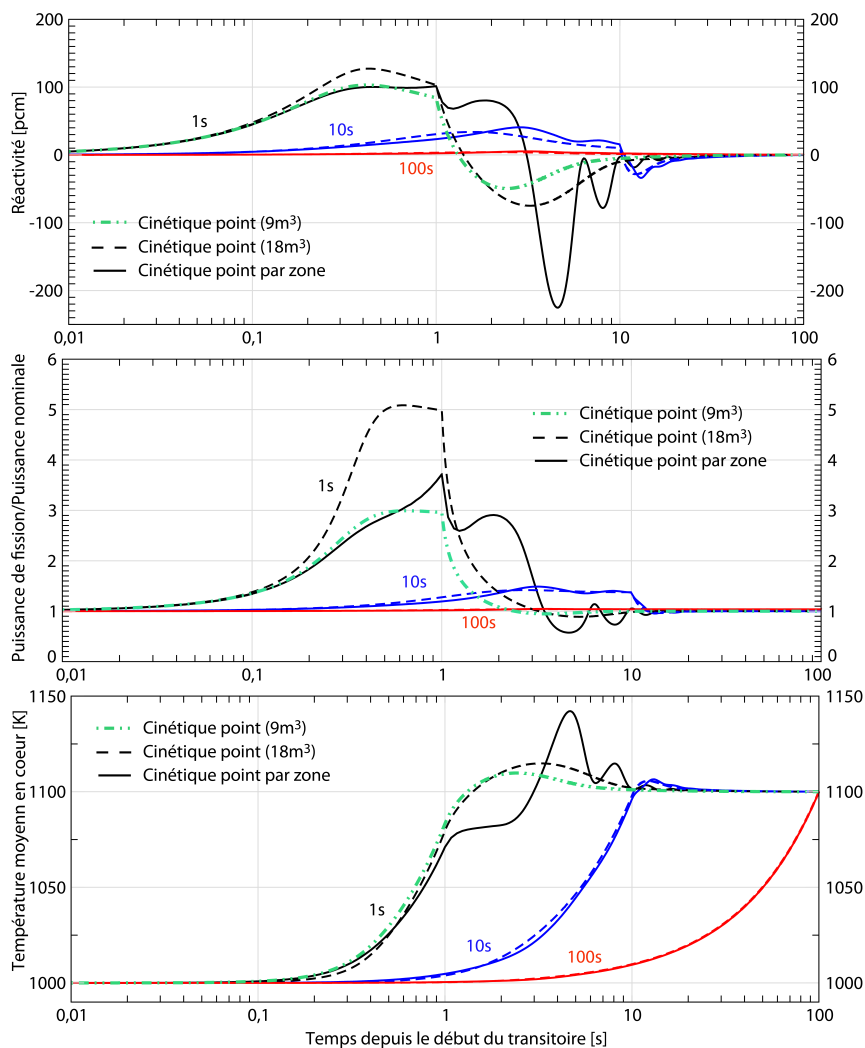 200
200
100
100
0
0
-100
-100
-200
-200
Réactivité [pcm]
1s
10s
100s
Cinétique point (9m³)
Cinétique point (18m³)
Cinétique point par zone
0,01
0,1
1
10
100
6
6
5
5
4
4
3
3
2
2
1
1
0
0
Puissance de fission/Puissance nominale
1s
10s
100s
Cinétique point (9m³)
Cinétique point (18m³)
Cinétique point par zone
0,01
0,1
1
10
100
1150
1150
1100
1100
1050
1050
1000
1000
Température moyenn en coeur [K]
Cinétique point (9m³)
Cinétique point (18m³)
Cinétique point par zone
1s
10s
100s
0,01
0,1
1
10
100
Temps depuis le début du transitoire [s]